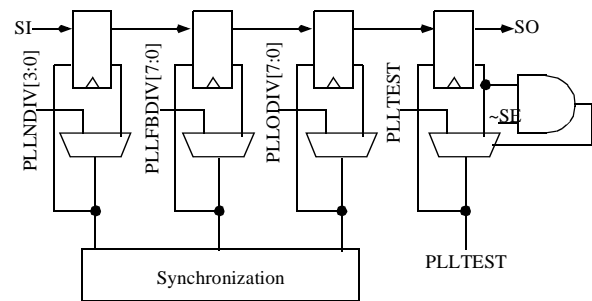 SI
SO
PLLNDIV[3:0]
PLLFBDIV[7:0]
PLLODIV[7:0]
PLLTEST
~SE
PLLTEST
Synchronization